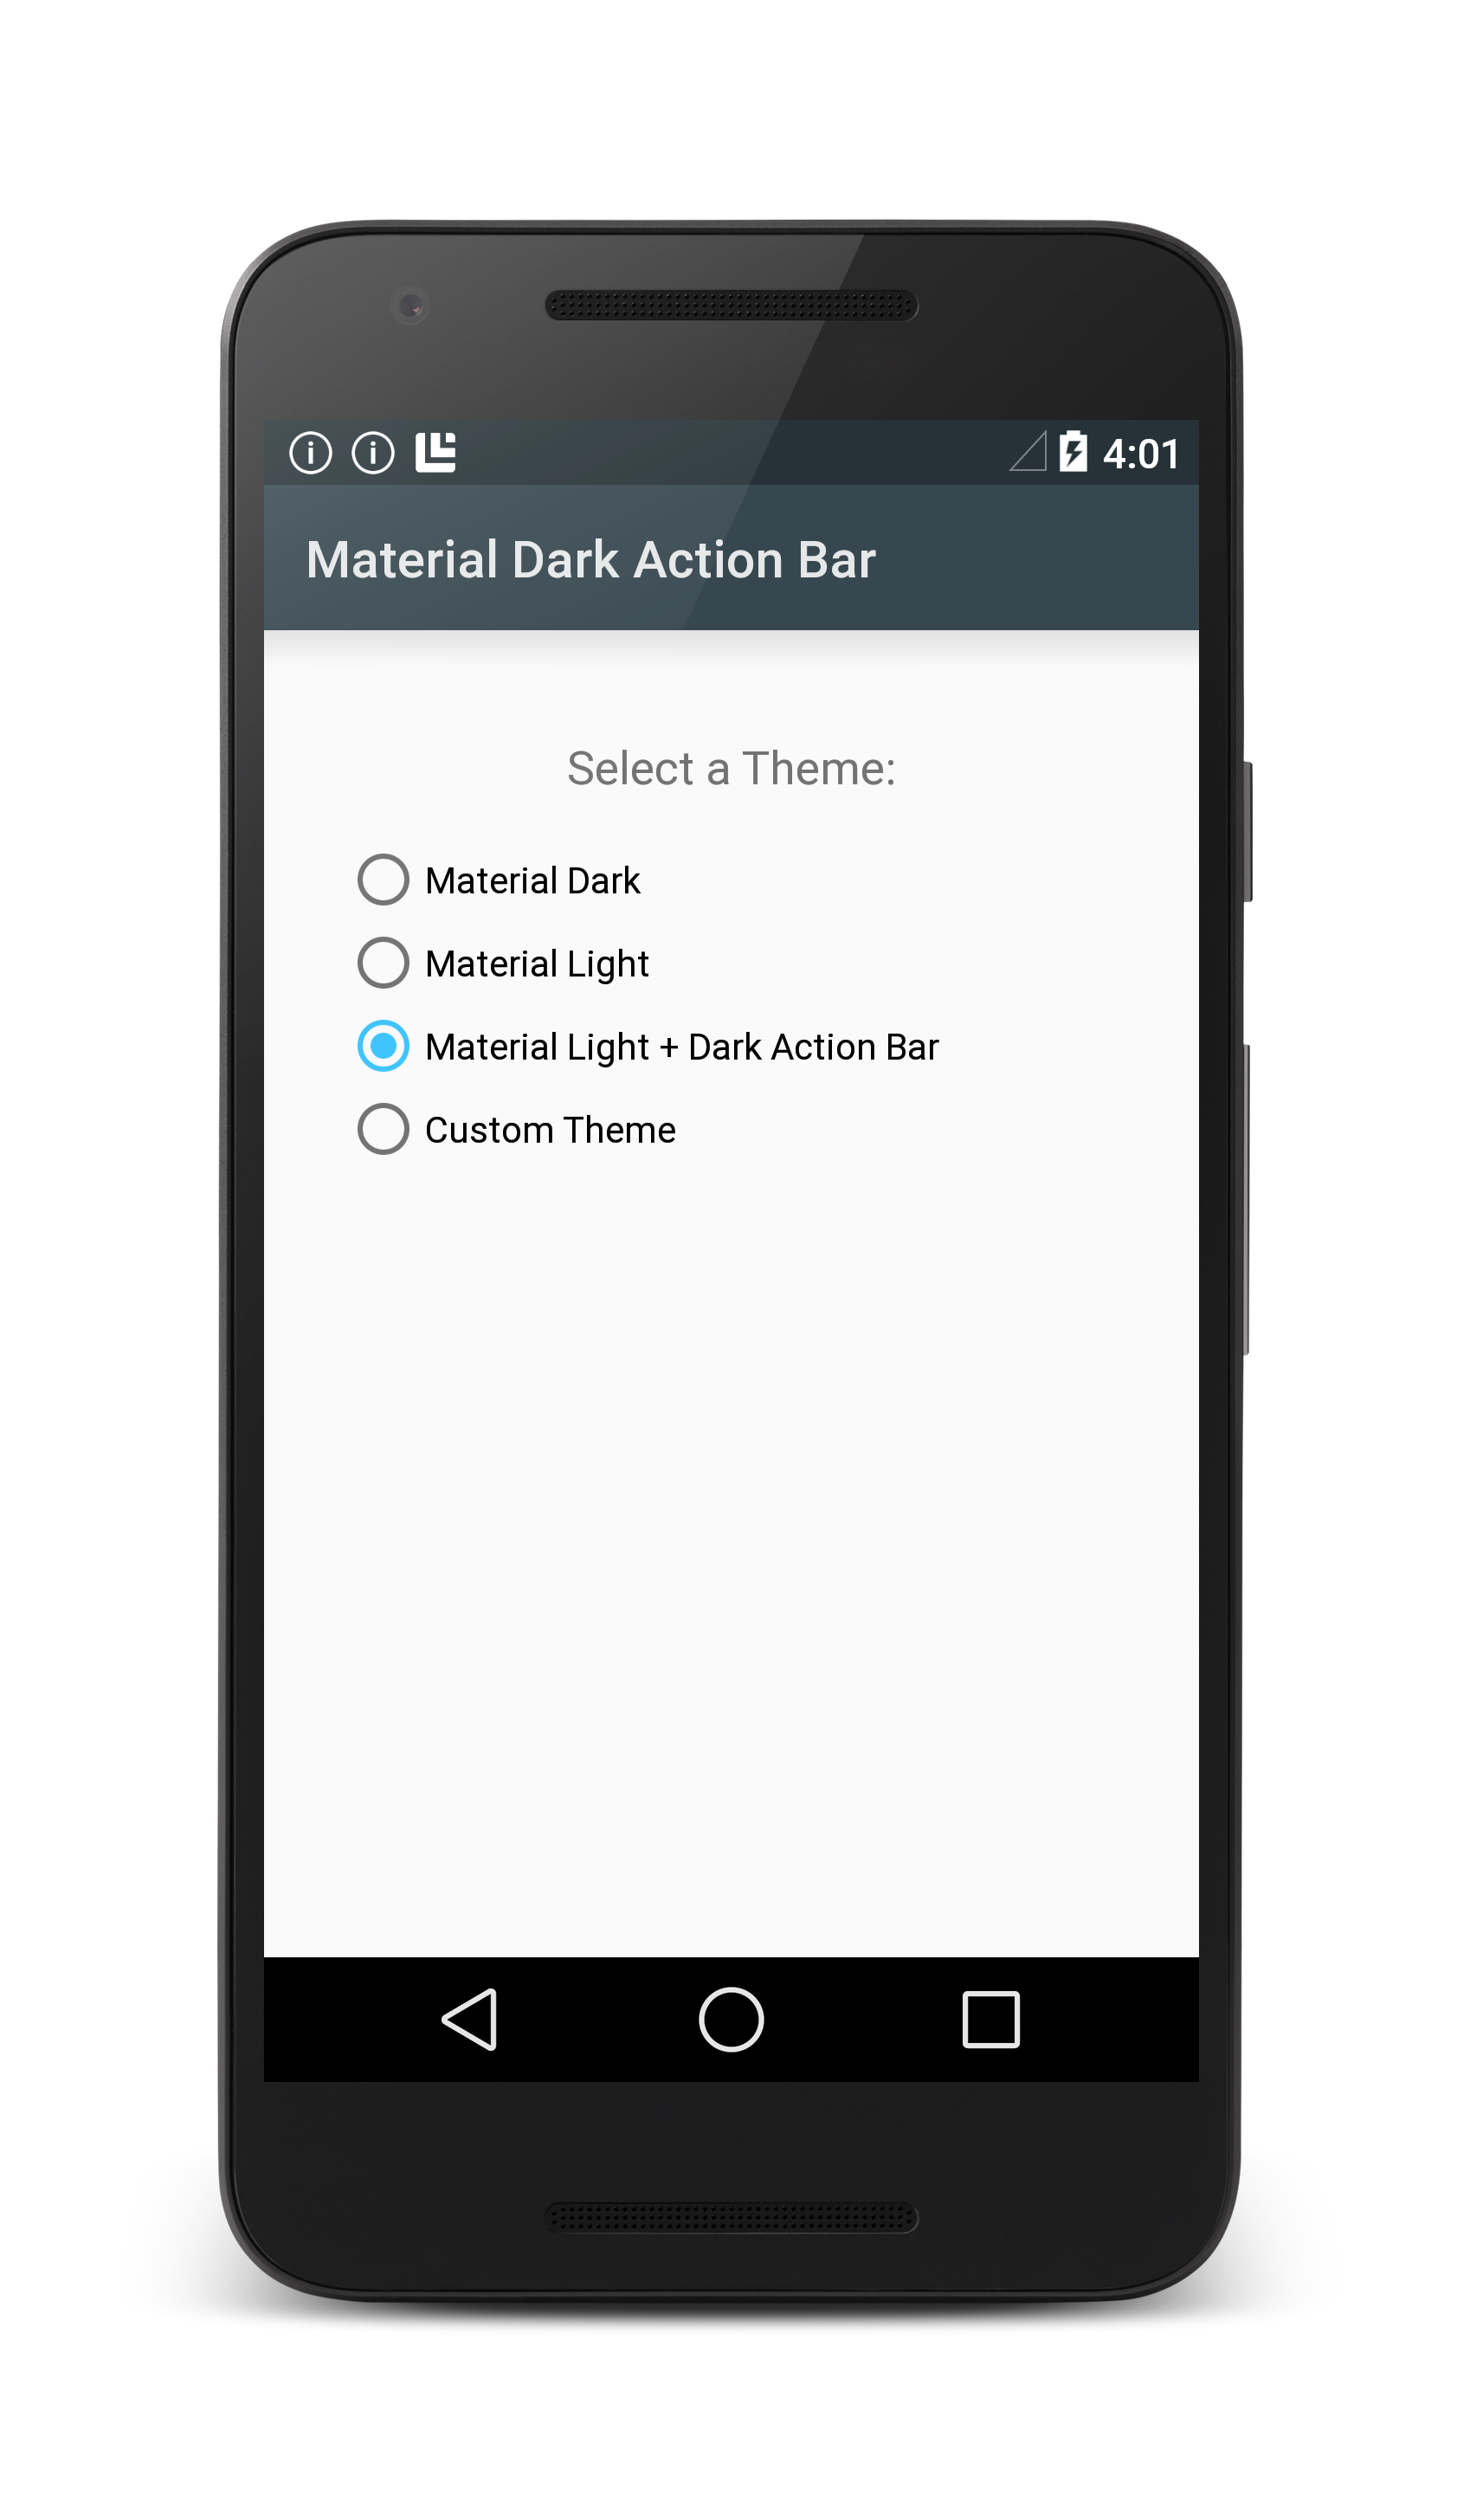 4:01
Material Dark Action Bar
Select a Theme:
Material Dark
Material Light
Material Light + Dark Action Bar
Custom Theme